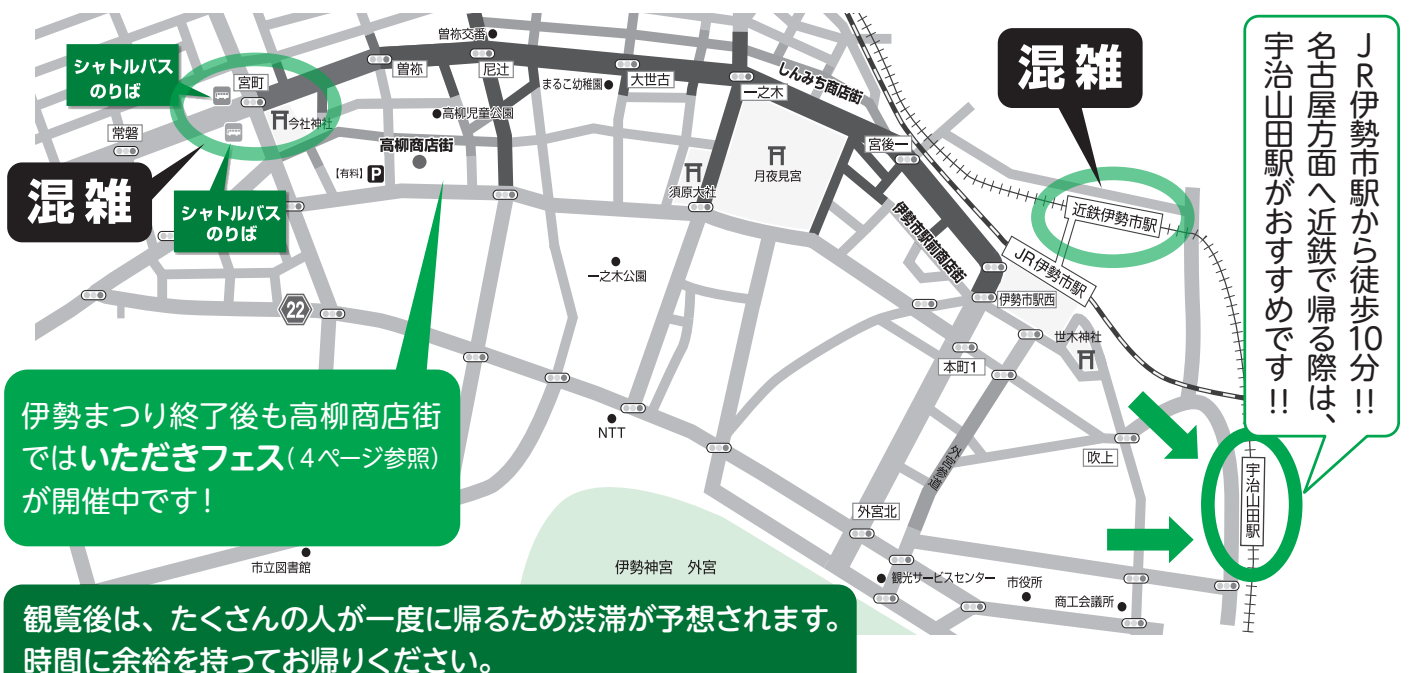 シャトルバス
のりば
宮町
常磐
混雑
シャトルバス
のりば
今社神社
曽祢交番
曽祢
尼辻
まるこ幼稚園
大世古
高柳児童公園
高柳商店街
【有料】P
一之木
しんみち商店街
月夜見宮
須原大社
宮後一
伊勢市駅前商店街
混雑
近鉄伊勢市駅
JR伊勢市駅
伊勢市駅西
世木神社
本町1
一之木公園
22
NTT
吹上
外宮参道
外宮北
宇治山田駅
観光サービスセンター
市役所
商工会議所
市立図書館
伊勢神宮 外宮
JR伊勢市駅から徒歩10分!!
名古屋方面へ近鉄で帰る際は、
宇治山田駅がおすすめです!!
伊勢まつり終了後も高柳商店街
ではいただきフェス(4ページ参照)
が開催中です!
観覧後は、たくさんの人が一度に帰るため渋滞が予想されます。
時間に余裕を持ってお帰りください。